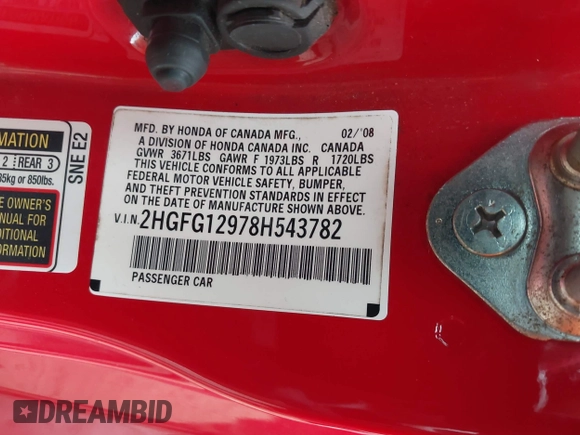 MFD. BY HONDA OF CANADA MFG., 02/'08
A DIVISION OF HONDA CANADA INC. CANADA
GVWR 3671LBS GAWR F 1973LBS R 1720LBS
THIS VEHICLE CONFORMS TO ALL APPLICABLE
FEDERAL MOTOR VEHICLE SAFETY, BUMPER,
AND THEFT PREVENTION STANDARDS IN EFFECT
ON THE DATE OF MANUFACTURE SHOWN ABOVE.
V.I.N. 2HGFG12978H543782
PASSENGER CAR
SNE E2
MATION
2 REAR 3
85kg or 850lbs.
OWNER'S
NUAL FOR
DITIONAL
ORMATION
DREAMBID